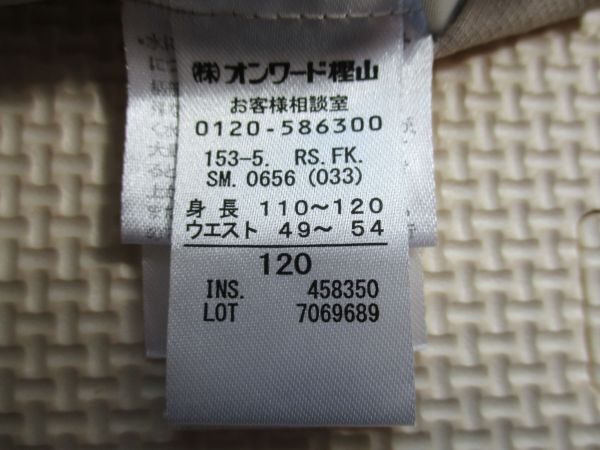 ㈱オンワード樫山
お客様相談室
0120-586300
153-5. RS.FK.
SM. 0656 (033)
身長 110〜120
ウエスト 49〜 54
120
INS. 458350
LOT 7069689